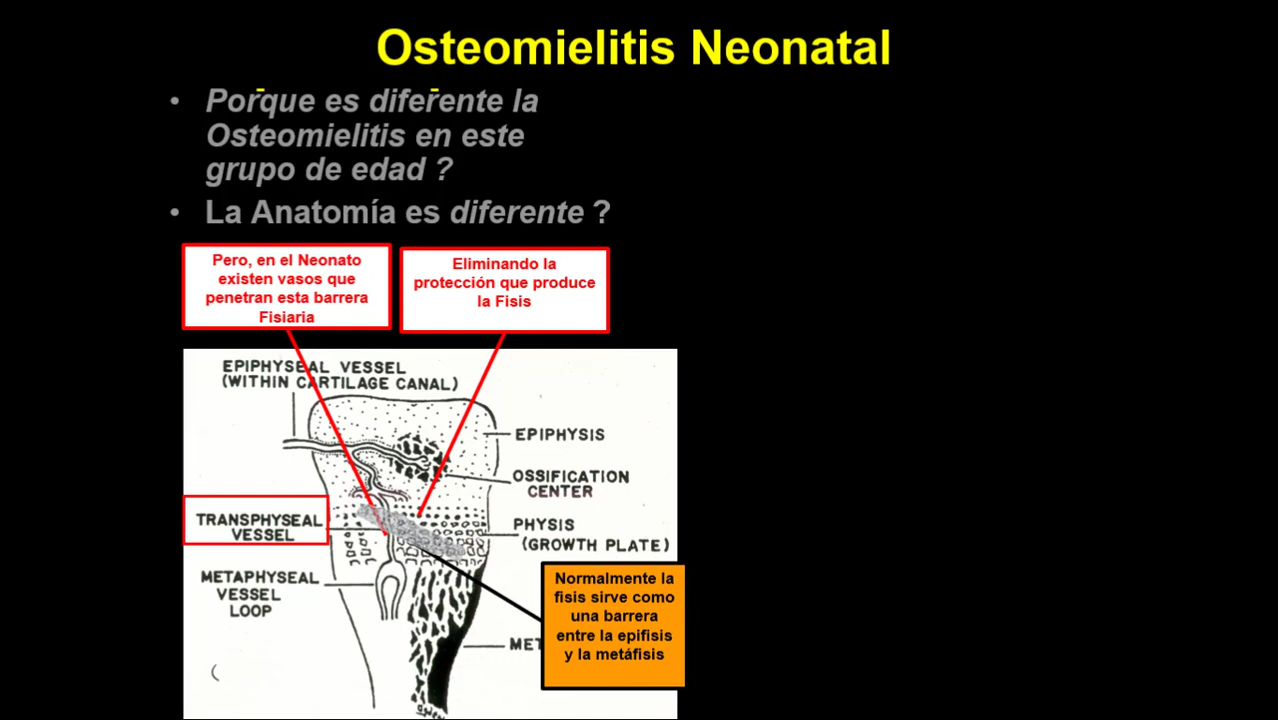 Osteomielitis Neonatal
• Porque es diferente la
Osteomielitis en este
grupo de edad ?
• La Anatomía es diferente ?
Pero, en el Neonato
existen vasos que
penetran esta barrera
Fisiaria
Eliminando la
protección que produce
la Fisis
EPIPHYSEAL VESSEL
(WITHIN CARTILAGE CANAL)
EPIPHYSIS
OSSIFICATION
CENTER
TRANSPHYSEAL
VESSEL
PHYSIS
(GROWTH PLATE)
METAPHYSEAL
VESSEL
LOOP
Normalmente la
fisis sirve como
una barrera
entre la epifisis
y la metáfisis